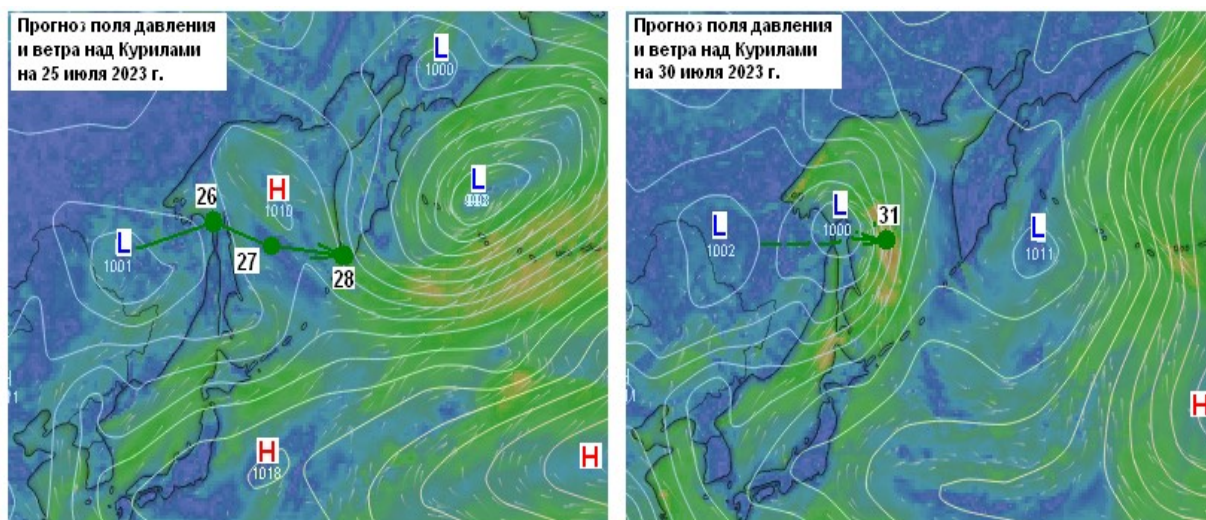 Прогноз поля давления
и ветра над Курилами
на 25 июля 2023 г.
L
1000
L
26
H
1010
L
1001
27
28
H
1018
H
Прогноз поля давления
и ветра над Курилами
на 30 июля 2023 г.
L
1002
L
1000
31
L
1011
H